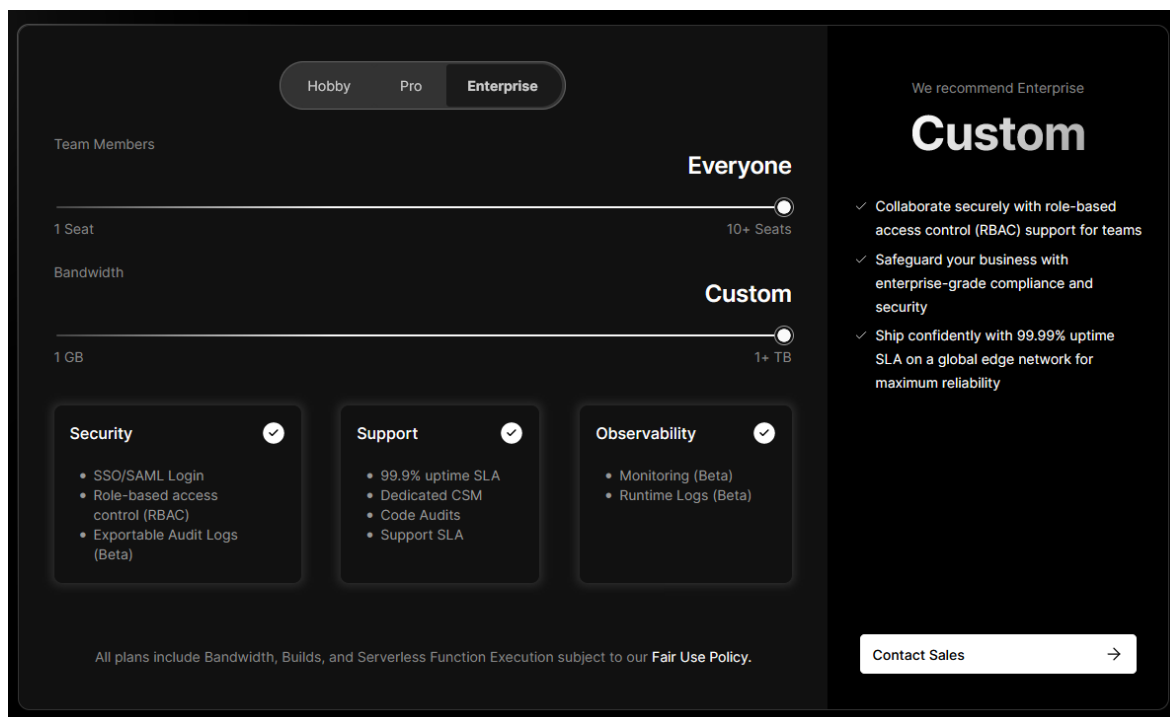 Hobby Pro Enterprise
Team Members
Everyone
1 Seat 10+ Seats
Bandwidth
Custom
1 GB 1+ TB
Security
SSO/SAML Login
Role-based access
control (RBAC)
Exportable Audit Logs
(Beta)
Support
99.9% uptime SLA
Dedicated CSM
Code Audits
Support SLA
Observability
Monitoring (Beta)
Runtime Logs (Beta)
All plans include Bandwidth, Builds, and Serverless Function Execution subject to our Fair Use Policy.
We recommend Enterprise
Custom
Collaborate securely with role-based
access control (RBAC) support for teams
Safeguard your business with
enterprise-grade compliance and
security
Ship confidently with 99.99% uptime
SLA on a global edge network for
maximum reliability
Contact Sales